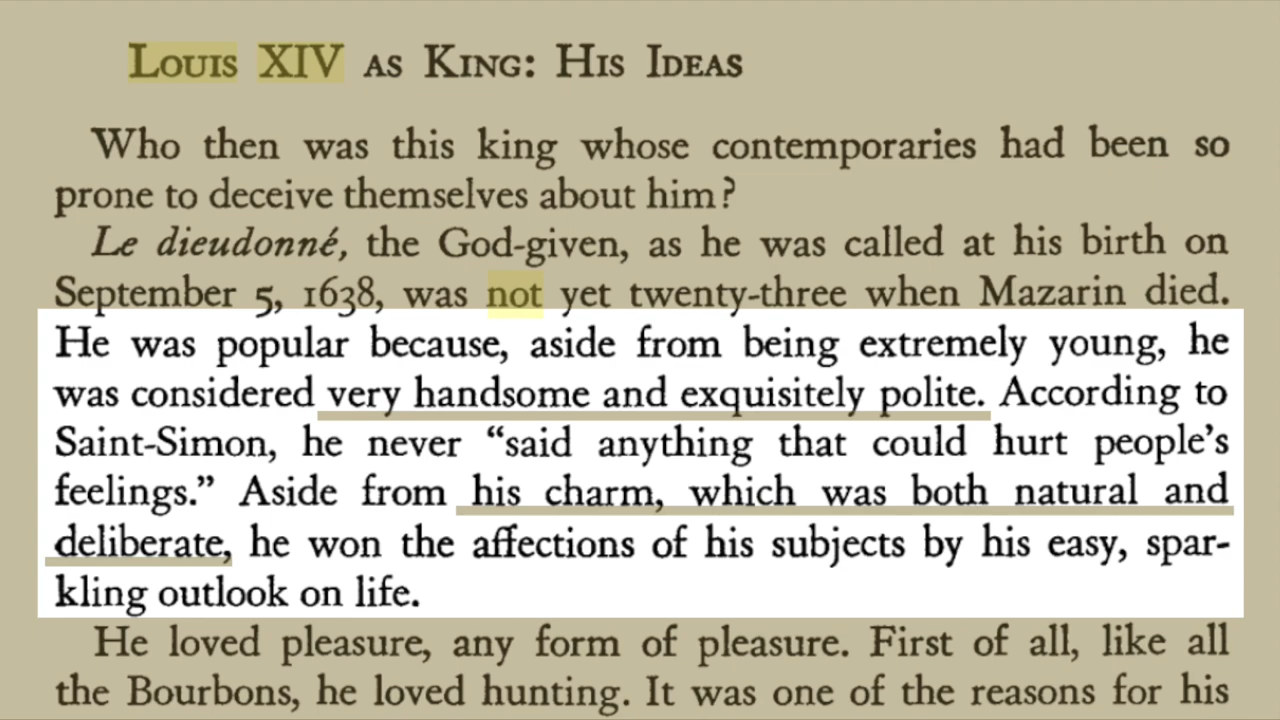 Louis XIV as King: His Ideas
Who then was this king whose contemporaries had been so
prone to deceive themselves about him?
Le dieudonné, the God-given, as he was called at his birth on
September 5, 1638, was not yet twenty-three when Mazarin died.
He was popular because, aside from being extremely young, he
was considered very handsome and exquisitely polite. According to
Saint-Simon, he never “said anything that could hurt people’s
feelings.” Aside from his charm, which was both natural and
deliberate, he won the affections of his subjects by his easy, spar-
kling outlook on life.
He loved pleasure, any form of pleasure. First of all, like all
the Bourbons, he loved hunting. It was one of the reasons for his